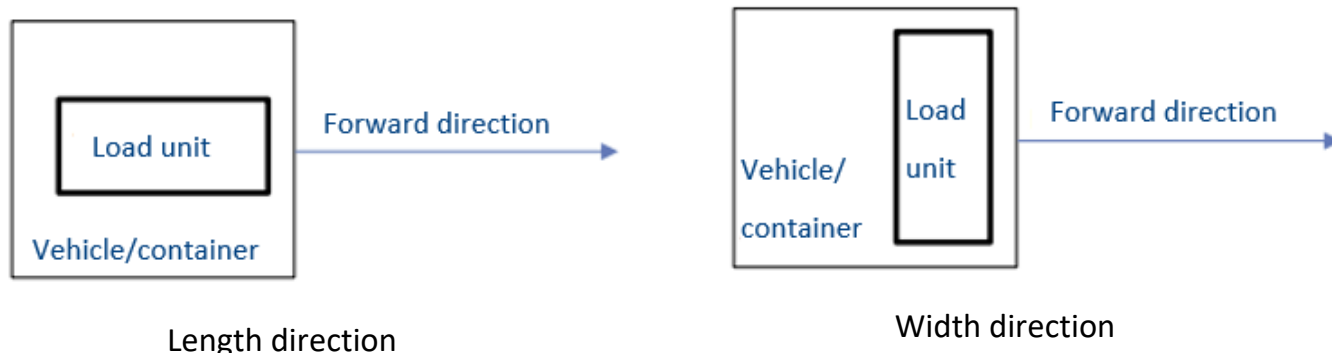 Load unit
Forward direction
Vehicle/container
Length direction
Load
unit
Forward direction
Vehicle/
container
Width direction